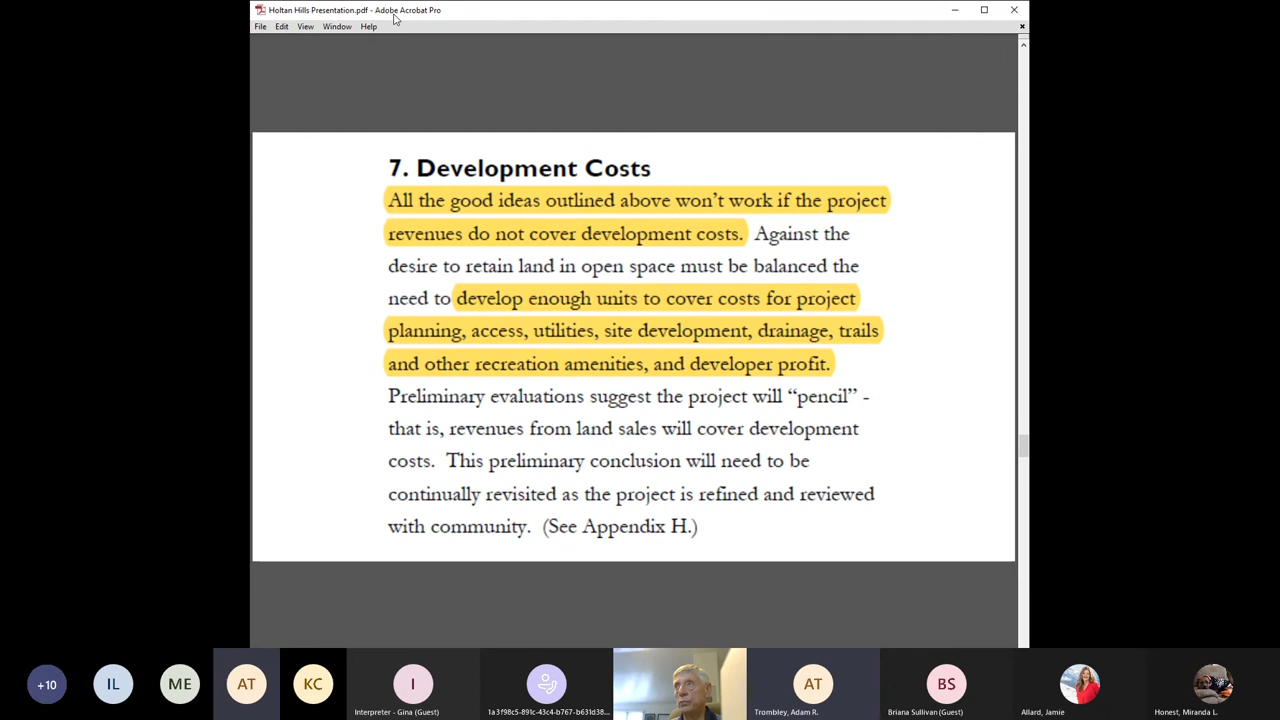 Holtan Hills Presentation.pdf - Adobe Acrobat Pro
File Edit View Window Help
7. Development Costs
All the good ideas outlined above won’t work if the project
revenues do not cover development costs. Against the
desire to retain land in open space must be balanced the
need to develop enough units to cover costs for project
planning, access, utilities, site development, drainage, trails
and other recreation amenities, and developer profit.
Preliminary evaluations suggest the project will “pencil” -
that is, revenues from land sales will cover development
costs. This preliminary conclusion will need to be
continually revisited as the project is refined and reviewed
with community. (See Appendix H.)
+10 IL ME AT KC I AT BS
Interpreter - Gina (Guest) 1a3f98c5-891c-43c4-b767-b631d38... Trombley, Adam R. Briana Sullivan (Guest) Allard, Jamie Honest, Miranda L.